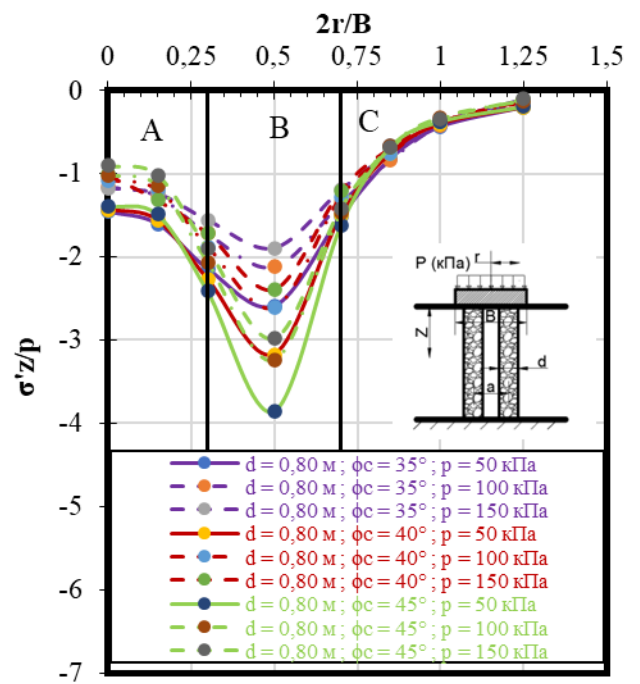 2r/B
0 0,25 0,5 0,75 1 1,25 1,5
0
-1
-2
-3
-4
-5
-6
-7
σ'z/p
A B C
P (кПа) r
B
Z
d
a
d = 0,80 м ; ϕc = 35° ; p = 50 кПа
d = 0,80 м ; ϕc = 35° ; p = 100 кПа
d = 0,80 м ; ϕc = 35° ; p = 150 кПа
d = 0,80 м ; ϕc = 40° ; p = 50 кПа
d = 0,80 м ; ϕc = 40° ; p = 100 кПа
d = 0,80 м ; ϕc = 40° ; p = 150 кПа
d = 0,80 м ; ϕc = 45° ; p = 50 кПа
d = 0,80 м ; ϕc = 45° ; p = 100 кПа
d = 0,80 м ; ϕc = 45° ; p = 150 кПа